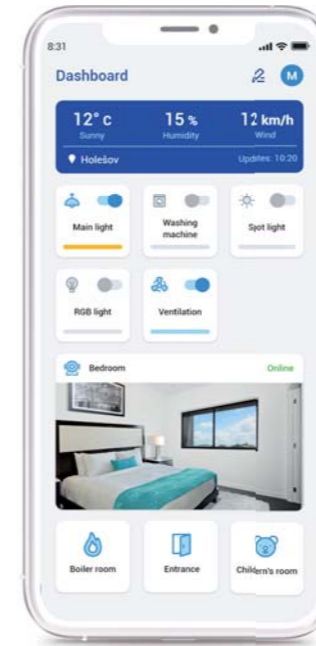 8:31
Dashboard
M
12° c 15 % 12 km/h
Sunny Humidity Wind
Holešov Updates: 10:20
Main light Washing machine Spot light
RGB light Ventilation
Bedroom Online
Boiler room Entrance Childern's room